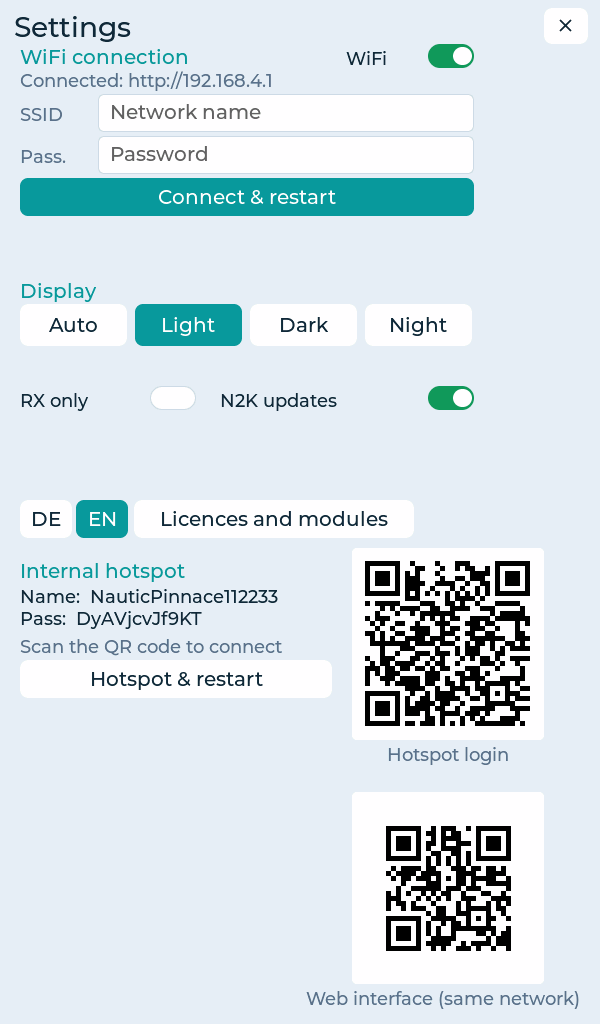 Settings
WiFi connection
WiFi
Connected: http://192.168.4.1
SSID
Network name
Pass.
Password
Connect & restart
Display
Auto
Light
Dark
Night
RX only
N2K updates
DE
EN
Licences and modules
Internal hotspot
Name: NauticPinnace112233
Pass: DyAVjcvJf9KT
Scan the QR code to connect
Hotspot & restart
Hotspot login
Web interface (same network)